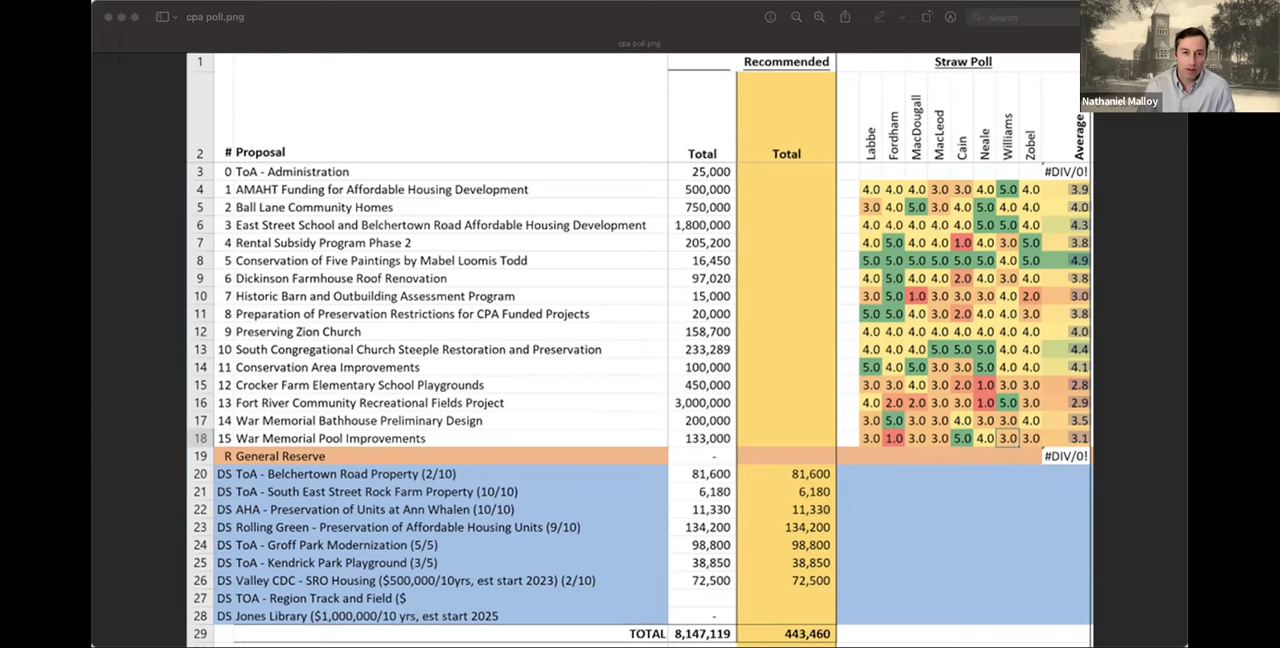 cpa poll.png
Search
cpa poll.png
Nathaniel Malloy
1 Recommended Straw Poll
2 # Proposal Total Total Labbe Fordham MacDougall MacLeod Cain Neale Williams Zobel Average
3 0 ToA - Administration 25,000 #DIV/0!
4 1 AMAHT Funding for Affordable Housing Development 500,000 4.0 4.0 4.0 3.0 3.0 4.0 5.0 4.0 3.9
5 2 Ball Lane Community Homes 750,000 3.0 4.0 5.0 3.0 4.0 5.0 4.0 4.0 4.0
6 3 East Street School and Belchertown Road Affordable Housing Development 1,800,000 4.0 4.0 4.0 4.0 4.0 5.0 5.0 4.0 4.3
7 4 Rental Subsidy Program Phase 2 205,200 4.0 5.0 4.0 4.0 1.0 4.0 3.0 5.0 3.8
8 5 Conservation of Five Paintings by Mabel Loomis Todd 16,450 5.0 5.0 5.0 5.0 5.0 5.0 4.0 5.0 4.9
9 6 Dickinson Farmhouse Roof Renovation 97,020 4.0 5.0 4.0 4.0 2.0 4.0 3.0 4.0 3.8
10 7 Historic Barn and Outbuilding Assessment Program 15,000 3.0 5.0 1.0 3.0 3.0 3.0 4.0 2.0 3.0
11 8 Preparation of Preservation Restrictions for CPA Funded Projects 20,000 5.0 5.0 4.0 3.0 2.0 4.0 4.0 3.0 3.8
12 9 Preserving Zion Church 158,700 4.0 4.0 4.0 4.0 4.0 4.0 4.0 4.0 4.0
13 10 South Congregational Church Steeple Restoration and Preservation 233,289 4.0 4.0 4.0 5.0 5.0 5.0 4.0 4.0 4.4
14 11 Conservation Area Improvements 100,000 5.0 4.0 5.0 3.0 3.0 5.0 4.0 4.0 4.1
15 12 Crocker Farm Elementary School Playgrounds 450,000 3.0 3.0 4.0 3.0 2.0 1.0 3.0 3.0 2.8
16 13 Fort River Community Recreational Fields Project 3,000,000 4.0 2.0 2.0 3.0 3.0 1.0 5.0 3.0 2.9
17 14 War Memorial Bathhouse Preliminary Design 200,000 3.0 5.0 3.0 3.0 4.0 3.0 3.0 4.0 3.5
18 15 War Memorial Pool Improvements 133,000 3.0 1.0 3.0 3.0 5.0 4.0 3.0 3.0 3.1
19 R General Reserve - #DIV/0!
20 DS ToA - Belchertown Road Property (2/10) 81,600 81,600
21 DS ToA - South East Street Rock Farm Property (10/10) 6,180 6,180
22 DS AHA - Preservation of Units at Ann Whalen (10/10) 11,330 11,330
23 DS Rolling Green - Preservation of Affordable Housing Units (9/10) 134,200 134,200
24 DS ToA - Groff Park Modernization (5/5) 98,800 98,800
25 DS ToA - Kendrick Park Playground (3/5) 38,850 38,850
26 DS Valley CDC - SRO Housing ($500,000/10yrs, est start 2023) (2/10) 72,500 72,500
27 DS TOA - Region Track and Field ($
28 DS Jones Library ($1,000,000/10 yrs, est start 2025 -
29 TOTAL 8,147,119 443,460